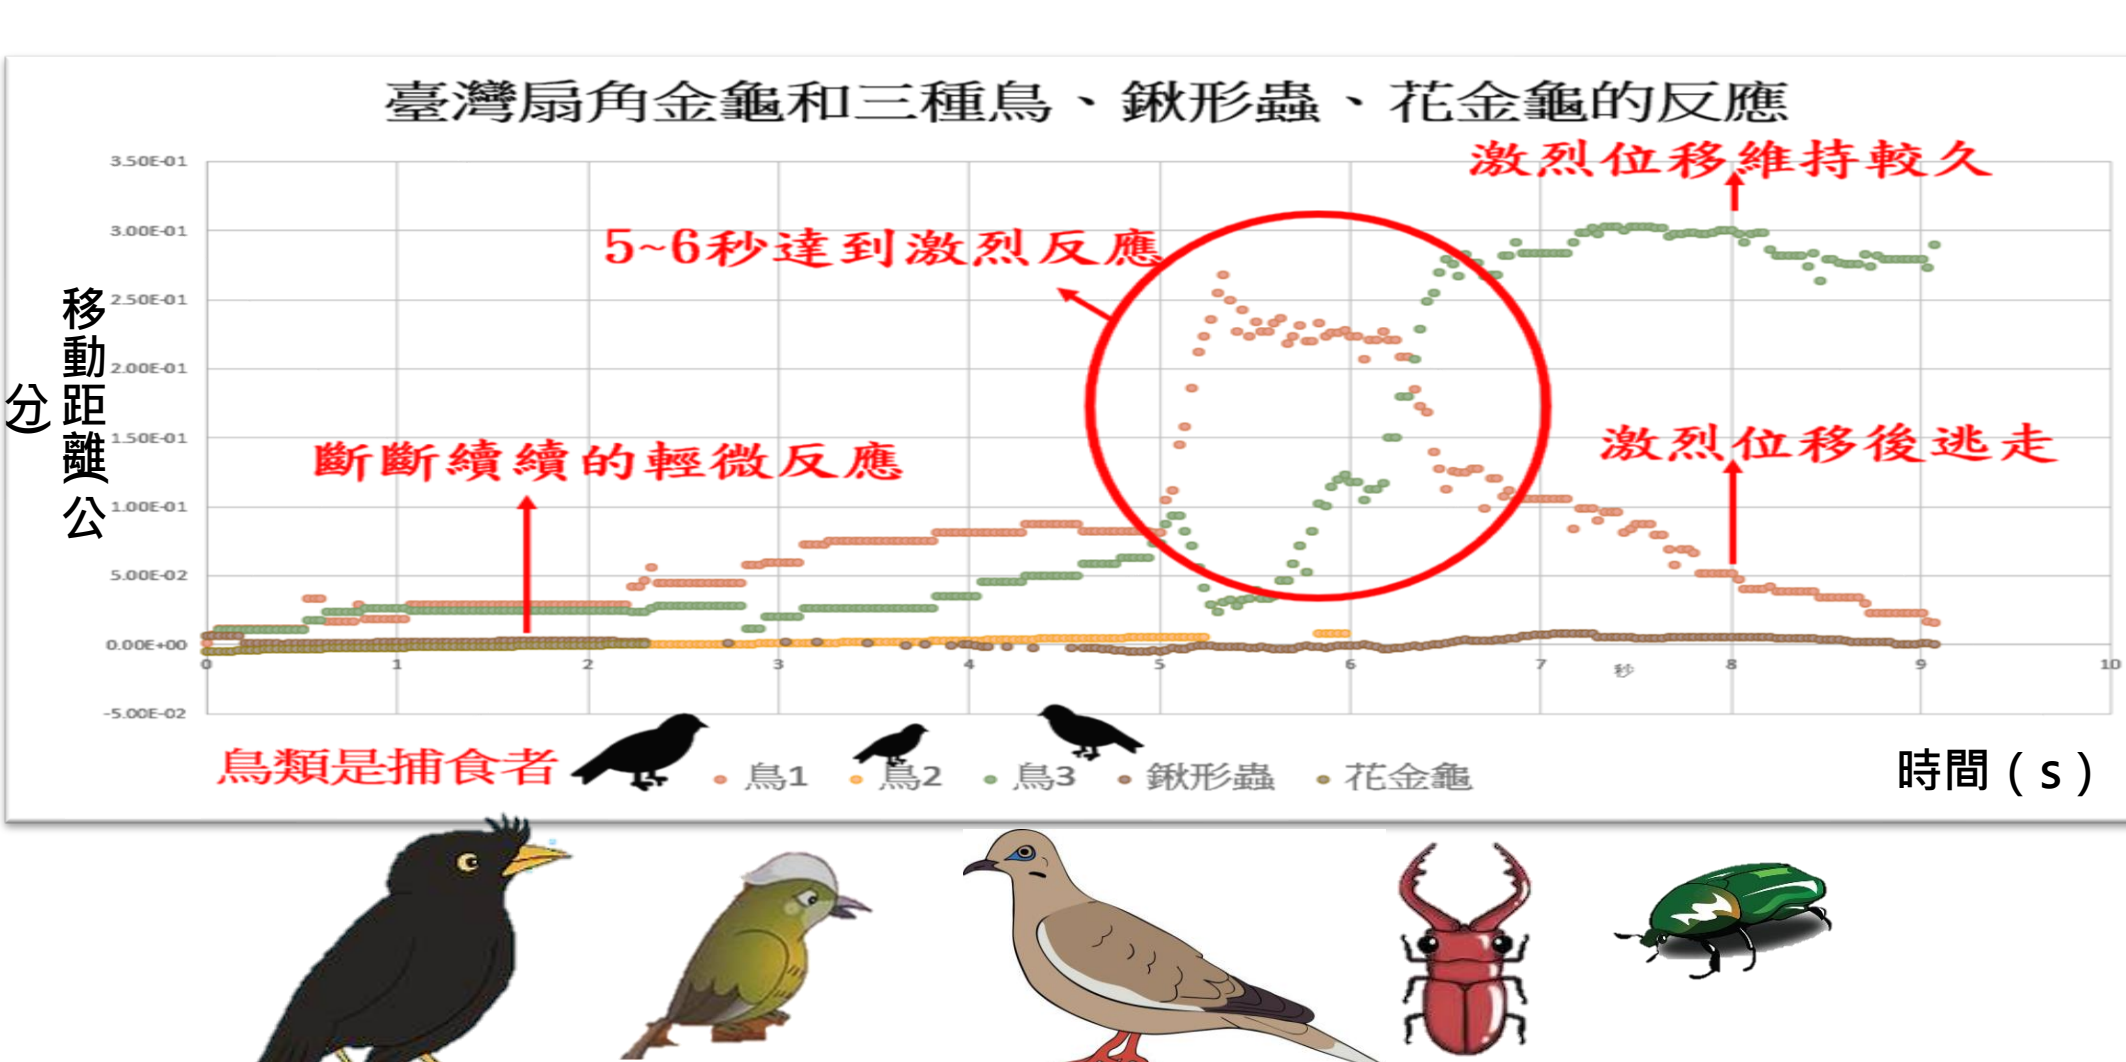 臺灣扇角金龜和三種鳥、鍬形蟲、花金龜的反應
激烈位移維持較久
5~6秒達到激烈反應
斷斷續續的輕微反應
激烈位移後逃走
移動距離(公
分)
3.50E-01
3.00E-01
2.50E-01
2.00E-01
1.50E-01
1.00E-01
5.00E-02
0.00E+00
-5.00E-02
0 1 2 3 4 5 6 7 8 9 10
秒
鳥類是捕食者
鳥1 鳥2 鳥3 鍬形蟲 花金龜
時間(s)